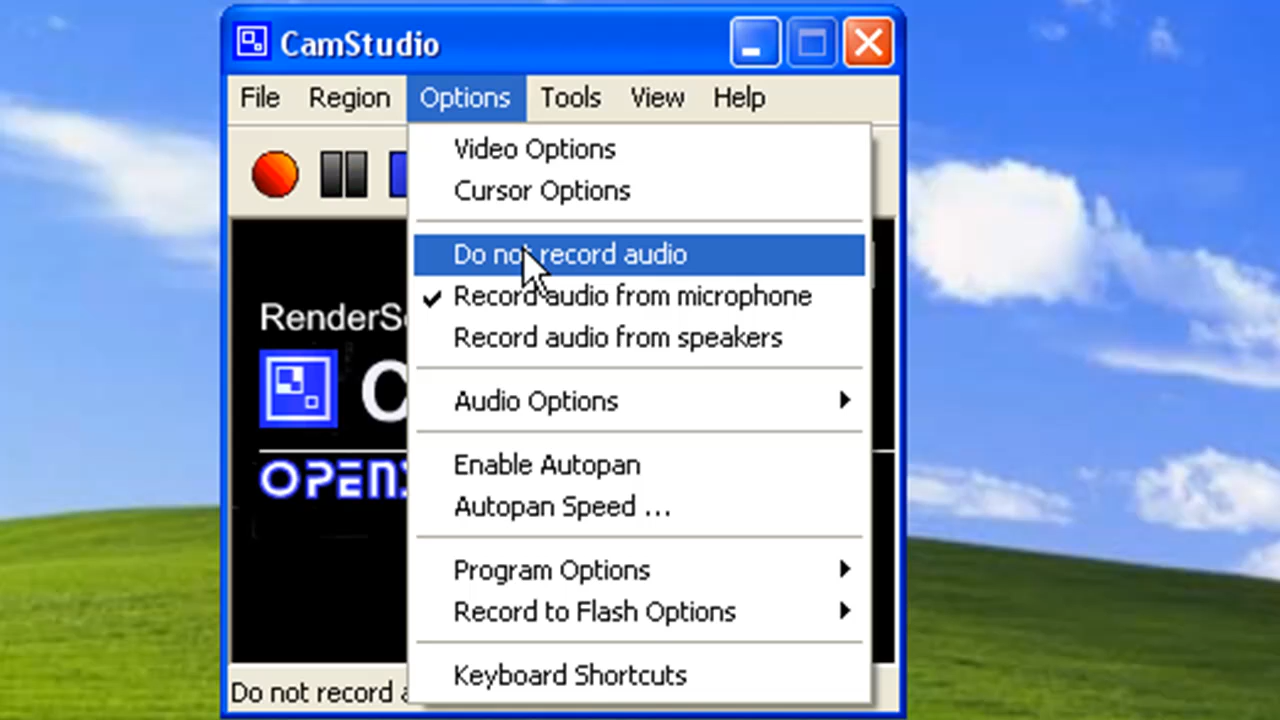 CamStudio
File Region Options Tools View Help
Video Options
Cursor Options
Do not record audio
Record audio from microphone
Record audio from speakers
Audio Options
Enable Autopan
Autopan Speed ...
Program Options
Record to Flash Options
Keyboard Shortcuts
Do not record